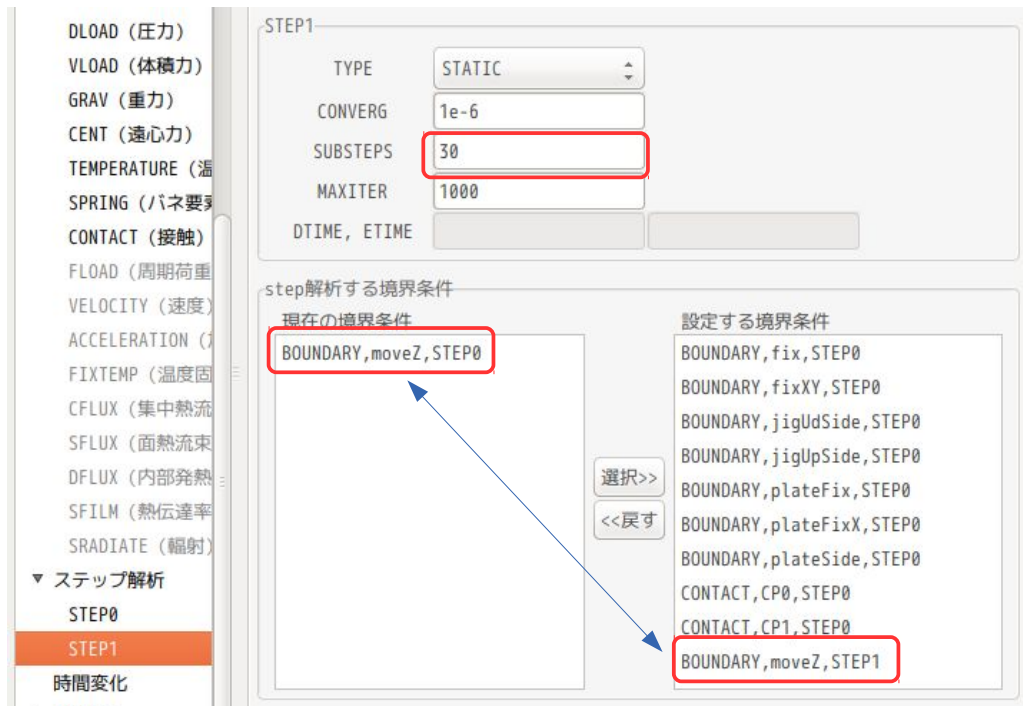 DLOAD (圧力)
VLOAD (体積力)
GRAV (重力)
CENT (遠心力)
TEMPERATURE (温
SPRING (バネ要素
CONTACT (接触)
FLOAD (周期荷重
VELOCITY (速度)
ACCELERATION (加
FIXTEMP (温度固
CFLUX (集中熱流
SFLUX (面熱流束
DFLUX (内部発熱
SFILM (熱伝達率
SRADIATE (輻射)
▼ ステップ解析
STEP0
STEP1
時間変化
STEP1
TYPE STATIC
CONVERG 1e-6
SUBSTEPS 30
MAXITER 1000
DTIME, ETIME
step解析する境界条件
現在の境界条件
BOUNDARY,moveZ,STEP0
選択>>
<<戻す
設定する境界条件
BOUNDARY,fix,STEP0
BOUNDARY,fixXY,STEP0
BOUNDARY,jigUdSide,STEP0
BOUNDARY,jigUpSide,STEP0
BOUNDARY,plateFix,STEP0
BOUNDARY,plateFixX,STEP0
BOUNDARY,plateSide,STEP0
CONTACT,CP0,STEP0
CONTACT,CP1,STEP0
BOUNDARY,moveZ,STEP1